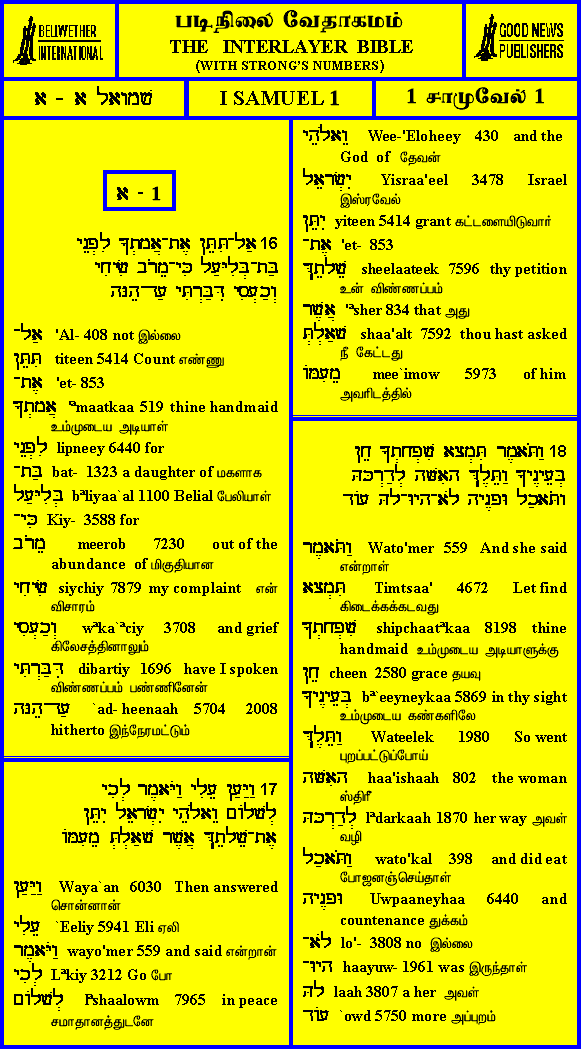 BELIWETHER
INTERNATIONAL
படிநிலை வேதாகமம்
THE INTERLAYER BIBLE
(WITH STRONG'S NUMBERS)
GOOD NEWS
PUBLISHERS
שמואל א - א
I SAMUEL 1
1 சாமுவேல் 1
א - 1
16 אַל־תִּתֵּן אֶת־אֲמָתְךָ לִפְנֵי
בַּת־בְּלִיַּעַל כִּי־מֵרֹב שִׂיחִי
וְכַעְסִי דִּבַּרְתִּי עַד־הֵנָּה
אַל־ 'Al- 408 not இல்லை
תִּתֵּן titeen 5414 Count எண்ணு
אֶת־ 'et- 853
אֲמָתְךָ 'ªmaatkaa 519 thine handmaid
உம்முடைய அடியாள்
לִפְנֵי lipneey 6440 for
בַּת־ bat- 1323 a daughter of மகளாக
בְּלִיַּעַל bªliyaa`al 1100 Belial பேலியாள்
כִּי־ Kiy- 3588 for
מֵרֹב meerob 7230 out of the
abundance of மிகுதியான
שִׂיחִי siychiy 7879 my complaint என்
விசாரம்
וְכַעְסִי wªka`ªciy 3708 and grief
கிலேசத்தினாலும்
דִּבַּרְתִּי dibartiy 1696 have I spoken
விண்ணப்பம் பண்ணினேன்
עַד־הֵנָּה `ad- heenaah 5704 2008
hitherto இந்நேரமட்டும்
17 וַיַּעַן עֵלִי וַיֹּאמֶר לְכִי
לְשָׁלוֹם וֵאלֹהֵי יִשְׂרָאֵל יִתֵּן
אֶת־שֵׁלָתֵךְ אֲשֶׁר שָׁאַלְתְּ מֵעִמּוֹ
וַיַּעַן Waya`an 6030 Then answered
சொன்னான்
עֵלִי `Eeliy 5941 Eli ஏலி
וַיֹּאמֶר wayo'mer 559 and said என்றான்
לְכִי Lªkiy 3212 Go போ
לְשָׁלוֹם Pshaalowm 7965 in peace
சமாதானத்துடனே
וֵאלֹהֵי Wee-'Eloheey 430 and the
God of தேவன்
יִשְׂרָאֵל Yisraa'eel 3478 Israel
இஸ்ரவேல்
יִתֵּן yiteen 5414 grant கட்டளையிடுவார்
אֶת־ 'et- 853
שֵׁלָתֵךְ sheelaateek 7596 thy petition
உன் விண்ணப்பம்
אֲשֶׁר 'ªsher 834 that அது
שָׁאַלְתְּ shaa'alt 7592 thou hast asked
நீ கேட்டது
מֵעִמּוֹ mee`imow 5973 of him
அவரிடத்தில்
18 וַתֹּאמֶר תִּמְצָא שִׁפְחָתְךָ חֵן
בְּעֵינֶיךָ וַתֵּלֶךְ הָאִשָּׁה לְדַרְכָּהּ
וַתֹּאכַל וּפָנֶיהָ לֹא־הָיוּ־לָהּ עוֹד
וַתֹּאמֶר Wato'mer 559 And she said
என்றாள்
תִּמְצָא Timtsaa' 4672 Let find
கிடைக்கக்கடவது
שִׁפְחָתְךָ shipchaatªkaa 8198 thine
handmaid உம்முடைய அடியாளுக்கு
חֵן cheen 2580 grace தயவு
בְּעֵינֶיךָ bª`eeyneykaa 5869 in thy sight
உம்முடைய கண்களிலே
וַתֵּלֶךְ Wateelek 1980 So went
புறப்பட்டுப்போய்
הָאִשָּׁה haa'ishaah 802 the woman
ஸ்திரீ
לְדַרְכָּהּ lªdarkaah 1870 her way அவள்
வழி
וַתֹּאכַל wato'kal 398 and did eat
போஜனஞ்செய்தாள்
וּפָנֶיהָ Uwpaaneyhaa 6440 and
countenance துக்கம்
לֹא־ lo'- 3808 no இல்லை
הָיוּ־ haayuw- 1961 was இருந்தாள்
לָהּ laah 3807 a her அவள்
עוֹד `owd 5750 more அப்புறம்